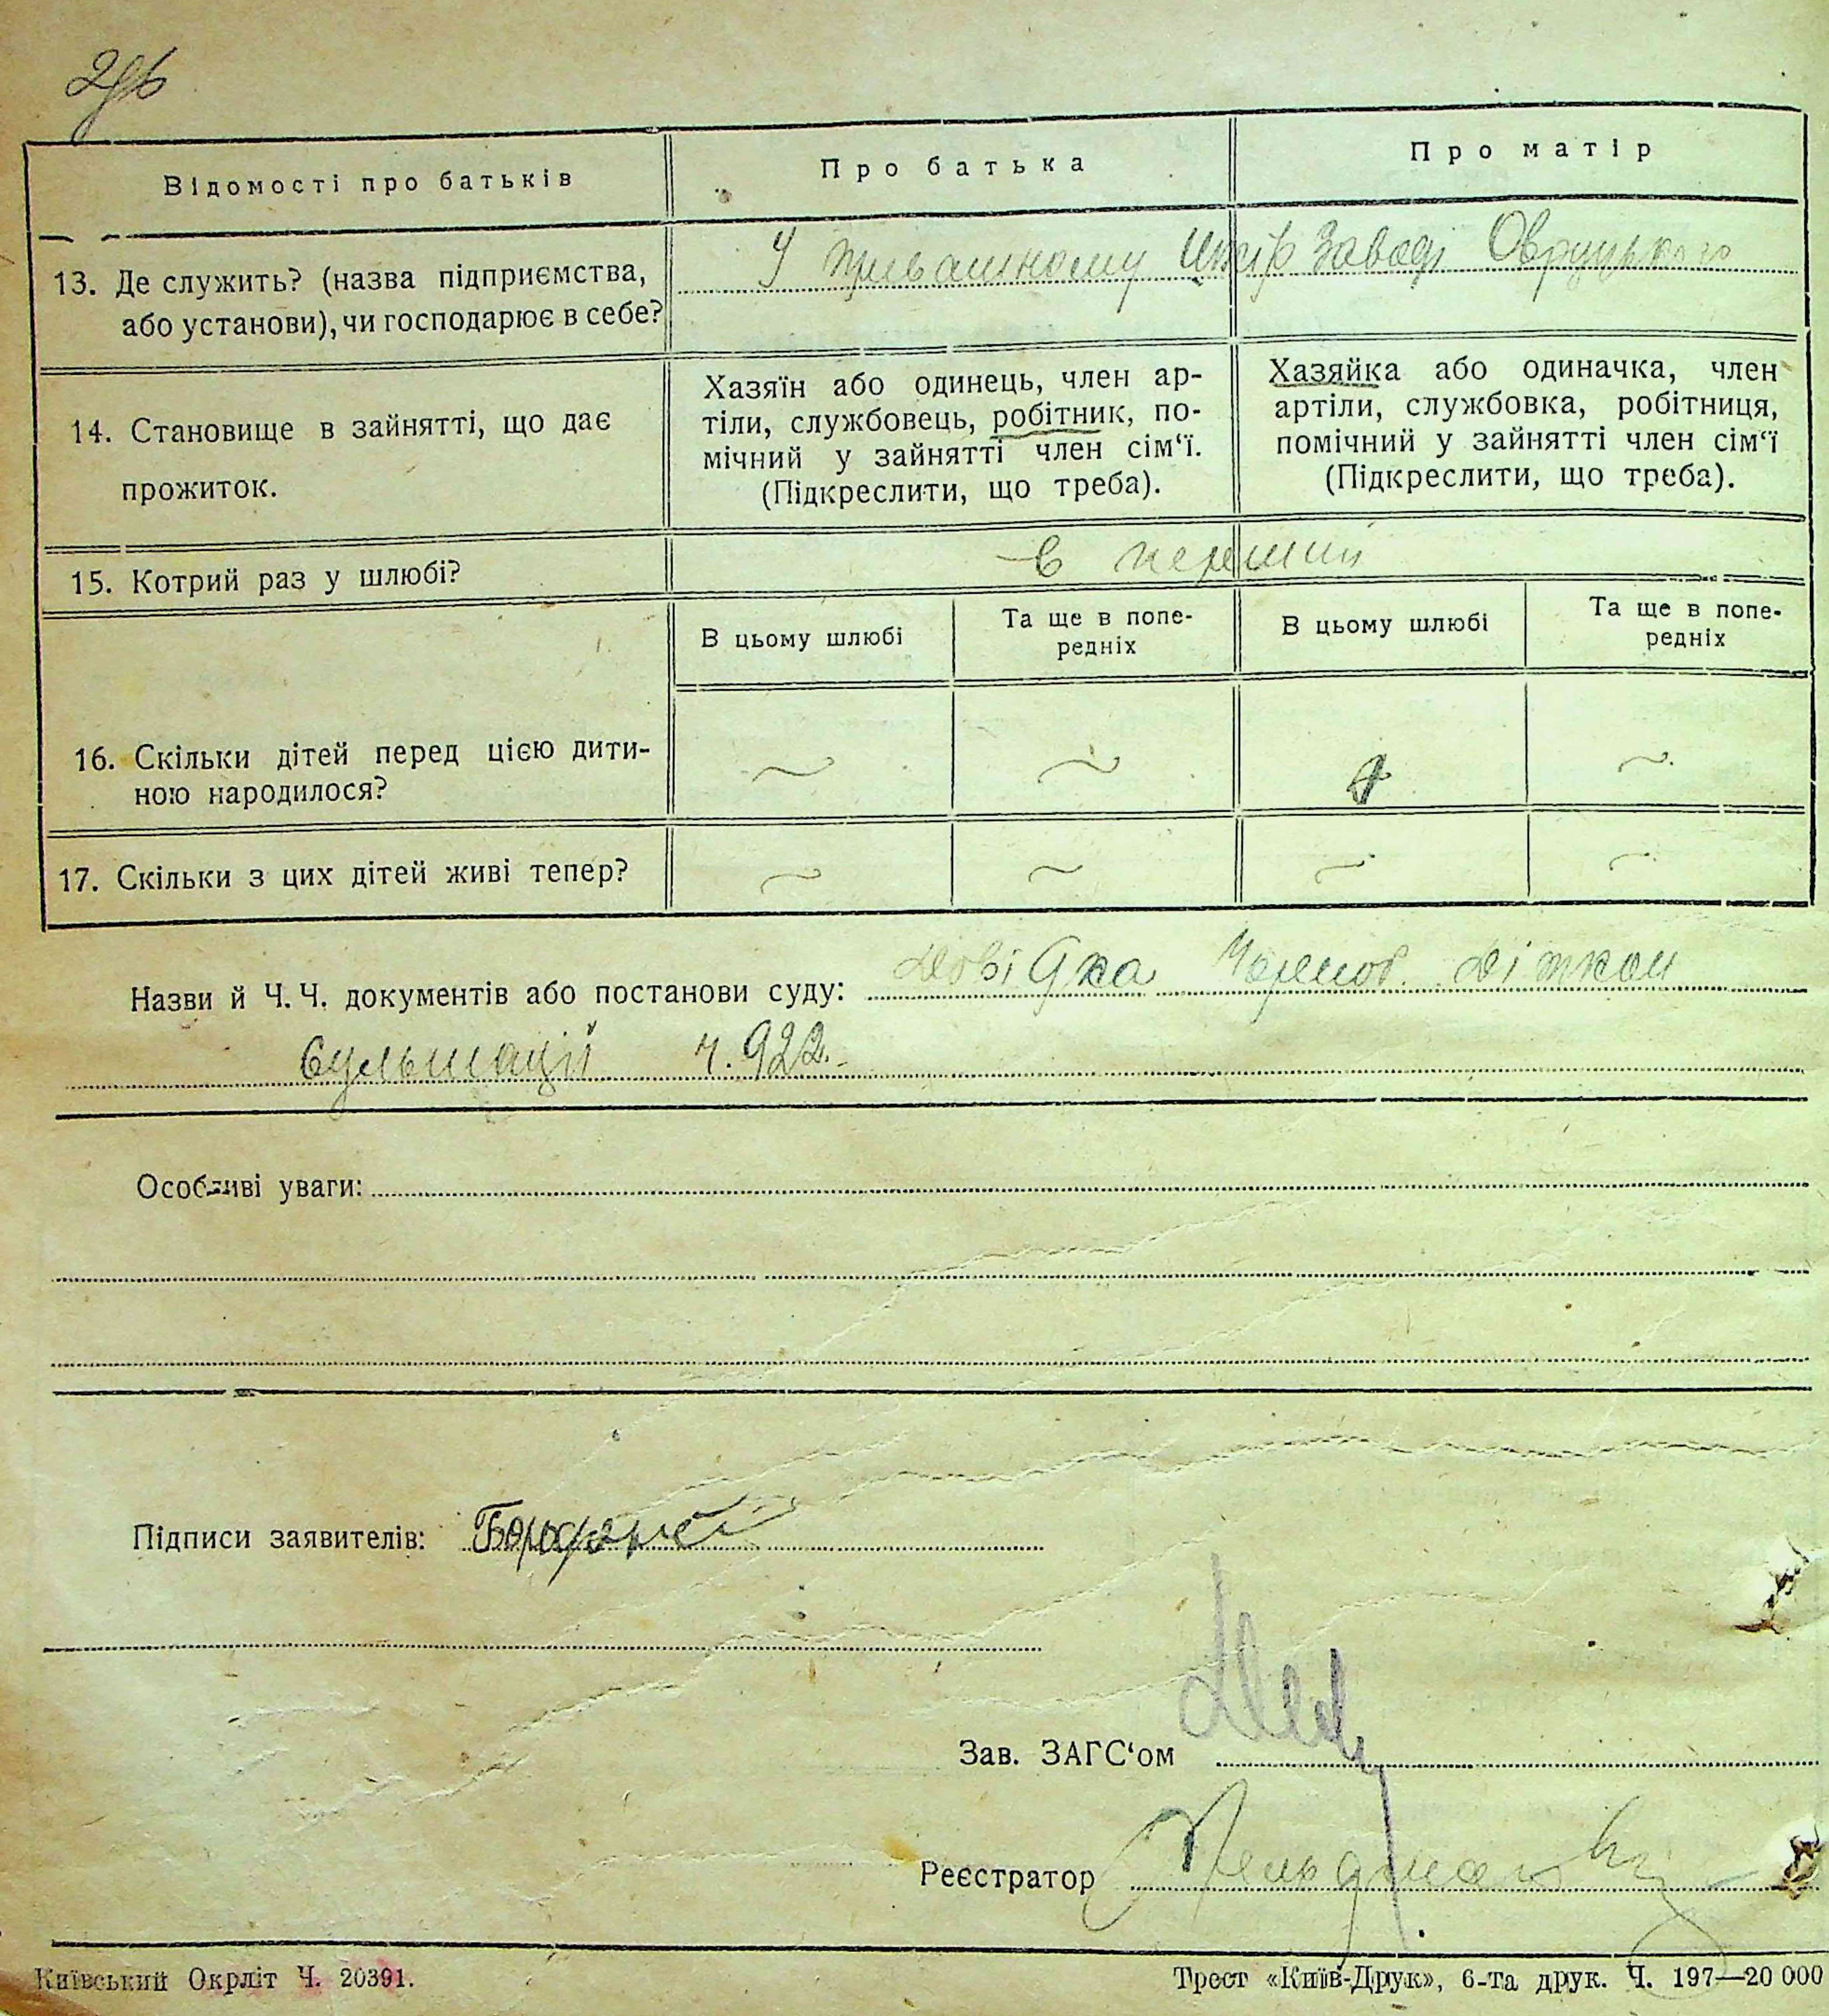 Відомості про батьків
Про батька
Про матір
13. Де служить? (назва підприємства,
або установи), чи господарює в себе?
У приватному шкір заводі Овруцького
14. Становище в зайнятті, що дає
прожиток.
Хазяїн або одинець, член ар-
тіли, службовець, робітник, по-
мічний у зайнятті член сім‘ї.
(Підкреслити, що треба).
Хазяйка або одиначка, член
артіли, службовка, робітниця,
помічний у зайнятті член сім‘ї
(Підкреслити, що треба).
15. Котрий раз у шлюбі?
в перший
В цьому шлюбі
Та ще в попе-
редніх
В цьому шлюбі
Та ще в попе-
редніх
16. Скільки дітей перед цією дити-
ною народилося?
17. Скільки з цих дітей живі тепер?
Назви й Ч. Ч. документів або постанови суду: Довідка діткон
сультації ч. 922.
Особливі уваги:
Підписи заявителів:
Зав. ЗАГС‘ом
Реєстратор
Київський Окрліт Ч. 20391.
Трест «Київ-Друк», 6-та друк. Ч. 197—20 000